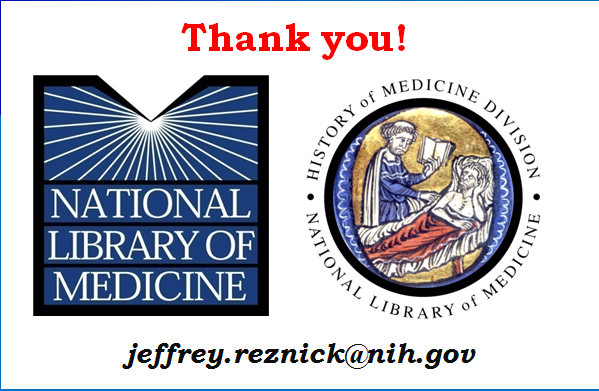 Thank you!
NATIONAL
LIBRARY OF
MEDICINE
HISTORY of MEDICINE DIVISION
• NATIONAL LIBRARY of MEDICINE •
jeffrey.reznick@nih.gov